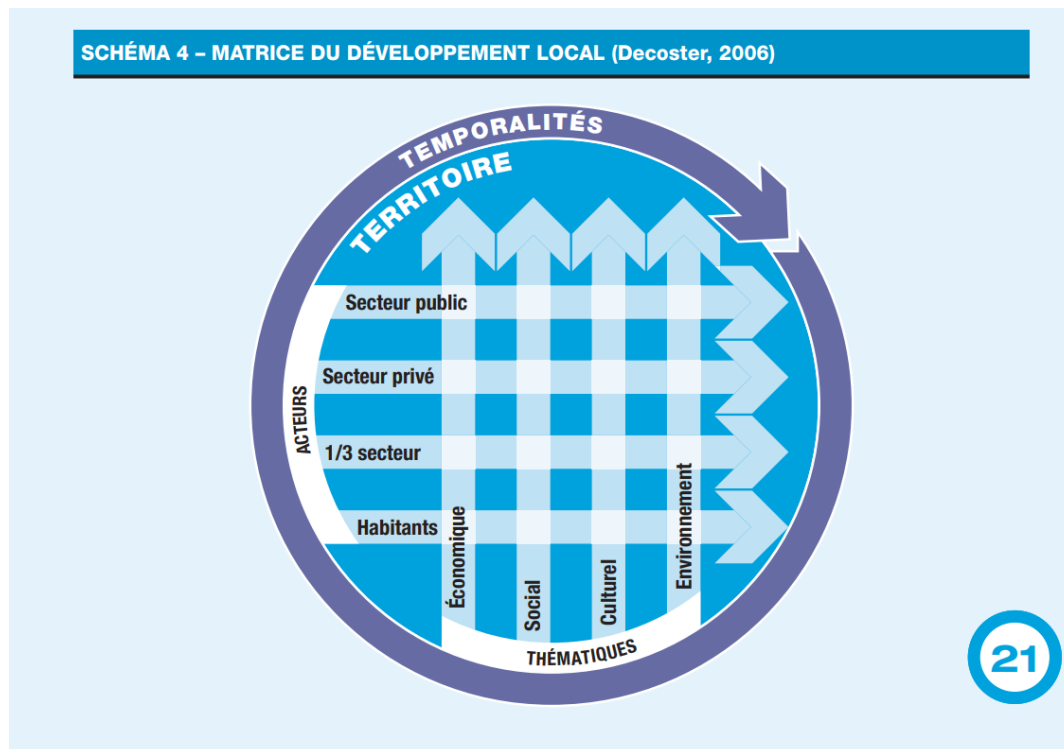 SCHÉMA 4 – MATRICE DU DÉVELOPPEMENT LOCAL (Decoster, 2006)
TEMPORALITÉS
TERRITOIRE
ACTEURS
Secteur public
Secteur privé
1/3 secteur
Habitants
Économique
Social
Culturel
Environnement
THÉMATIQUES
21